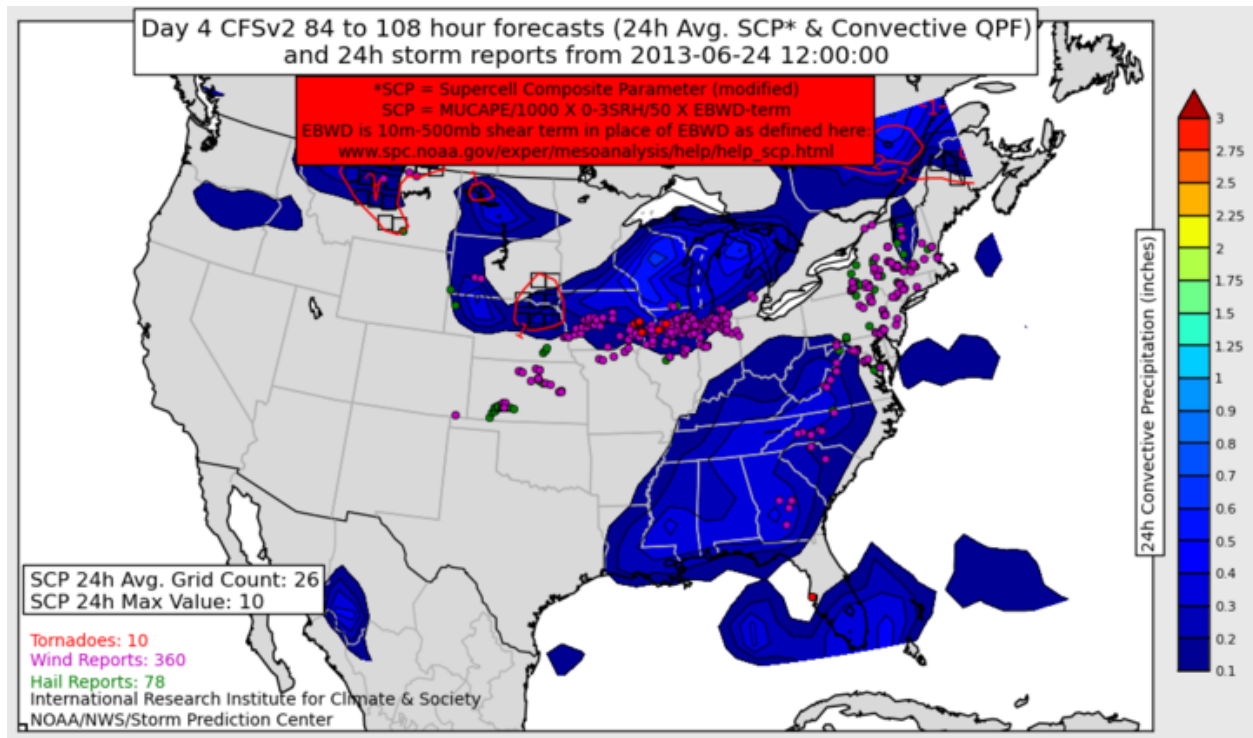 Day 4 CFSv2 84 to 108 hour forecasts (24h Avg. SCP* & Convective QPF)
and 24h storm reports from 2013-06-24 12:00:00
*SCP = Supercell Composite Parameter (modified)
SCP = MUCAPE/1000 X 0-3SRH/50 X EBWD-term
EBWD is 10m-500mb shear term in place of EBWD as defined here:
www.spc.noaa.gov/exper/mesoanalysis/help/help_scp.html
SCP 24h Avg. Grid Count: 26
SCP 24h Max Value: 10
Tornadoes: 10
Wind Reports: 360
Hail Reports: 78
International Research Institute for Climate & Society
NOAA/NWS/Storm Prediction Center
24h Convective Precipitation (inches)
3
2.75
2.5
2.25
2
1.75
1.5
1.25
1
0.9
0.8
0.7
0.6
0.5
0.4
0.3
0.2
0.1